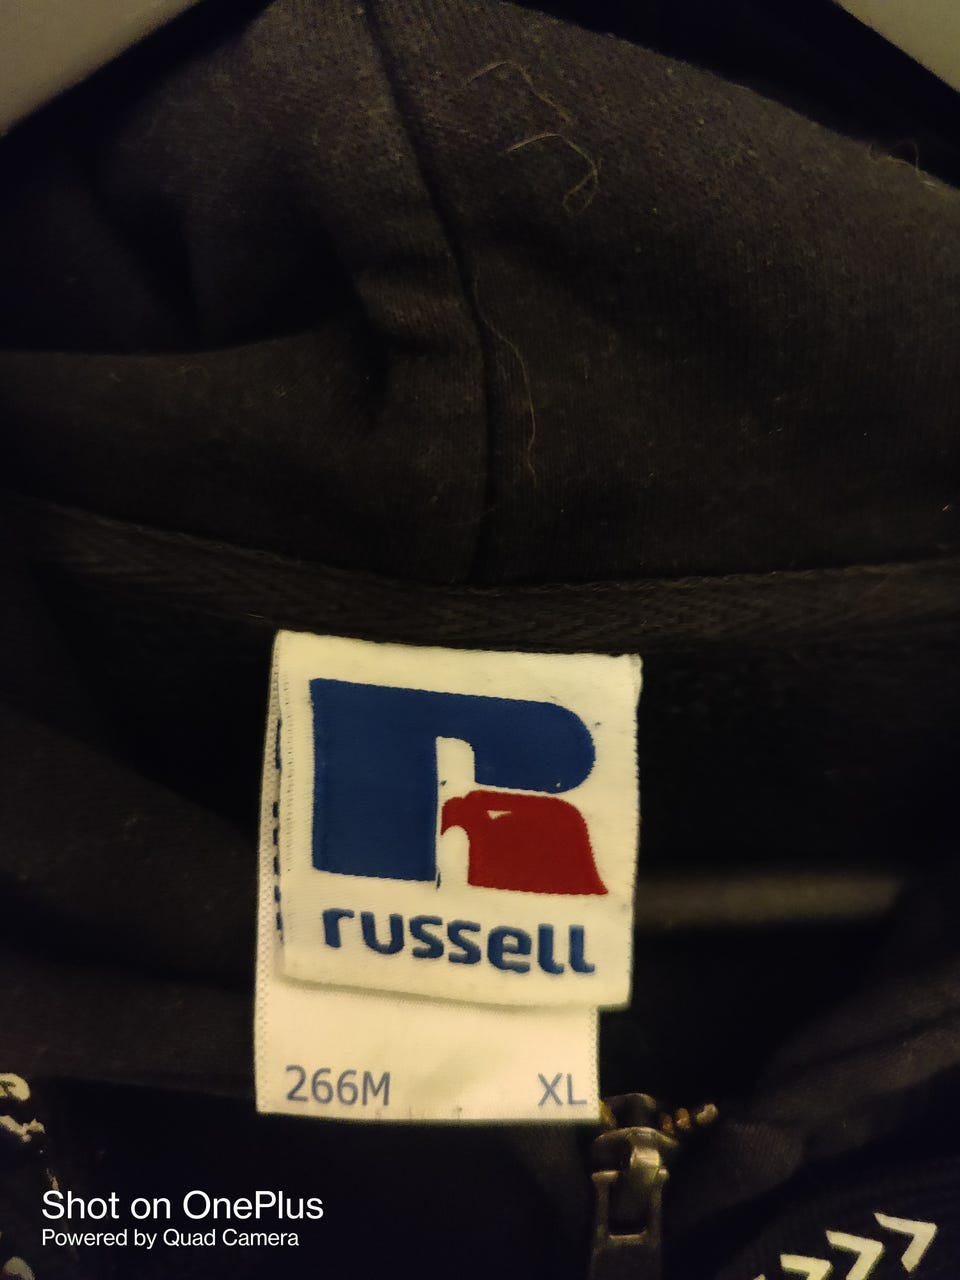 russell
266M XL
Shot on OnePlus
Powered by Quad Camera